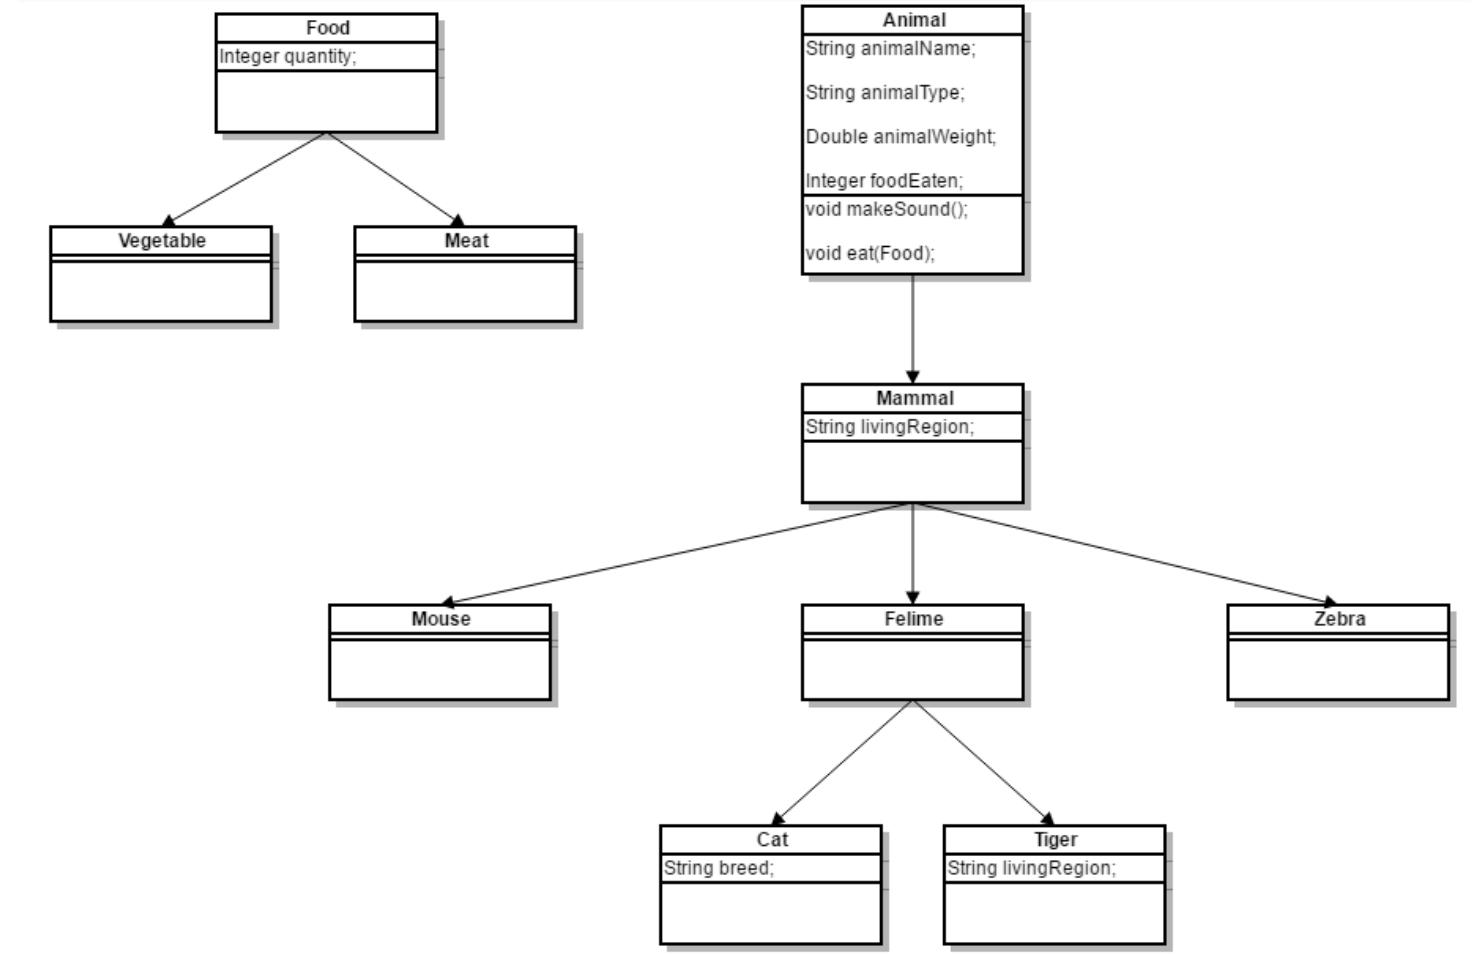 Food
Integer quantity;
Vegetable
Meat
Animal
String animalName;
String animalType;
Double animalWeight;
Integer foodEaten;
void makeSound();
void eat(Food);
Mammal
String livingRegion;
Mouse
Felime
Zebra
Cat
String breed;
Tiger
String livingRegion;